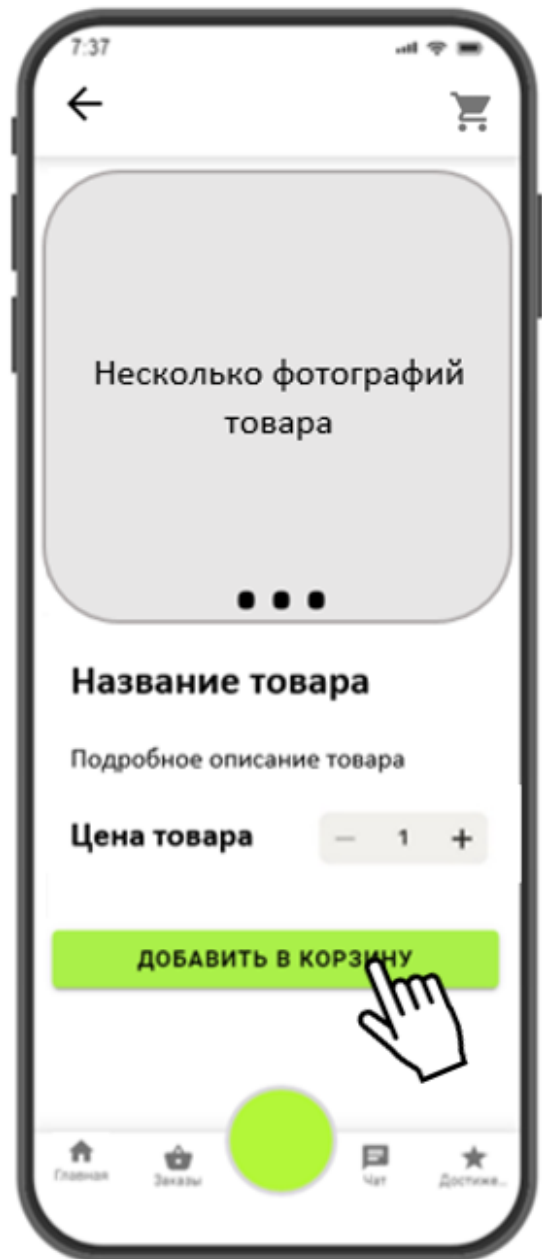 7:37
Несколько фотографий
товара
Название товара
Подробное описание товара
Цена товара
— 1 +
ДОБАВИТЬ В КОРЗИНУ
Главная
Заказы
Чат
Достиже...